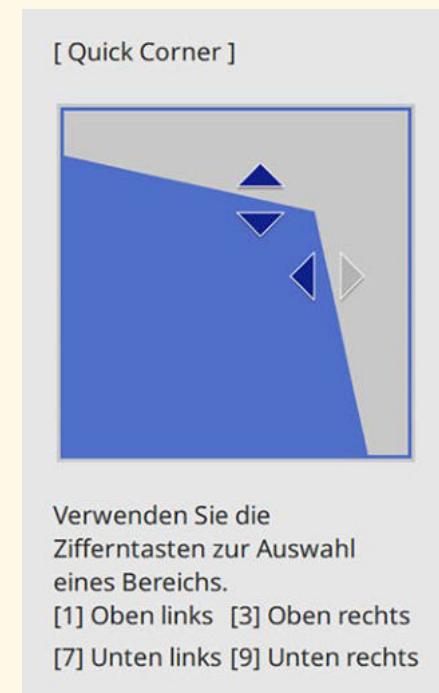 [ Quick Corner ]
Verwenden Sie die
Zifferntasten zur Auswahl
eines Bereichs.
[1] Oben links [3] Oben rechts
[7] Unten links [9] Unten rechts